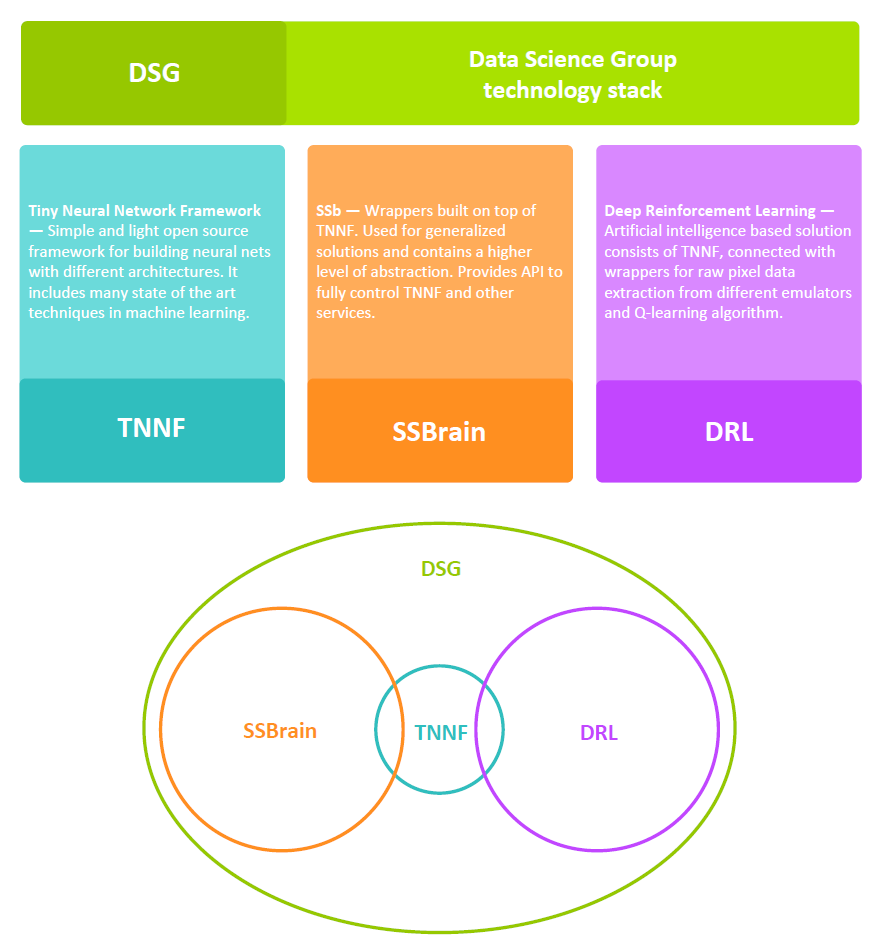 DSG
Data Science Group
technology stack
Tiny Neural Network Framework
— Simple and light open source
framework for building neural nets
with different architectures. It
includes many state of the art
techniques in machine learning.
TNNF
SSb — Wrappers built on top of
TNNF. Used for generalized
solutions and contains a higher
level of abstraction. Provides API to
fully control TNNF and other
services.
SSBrain
Deep Reinforcement Learning —
Artificial intelligence based solution
consists of TNNF, connected with
wrappers for raw pixel data
extraction from different emulators
and Q-learning algorithm.
DRL
DSG
SSBrain
TNNF
DRL